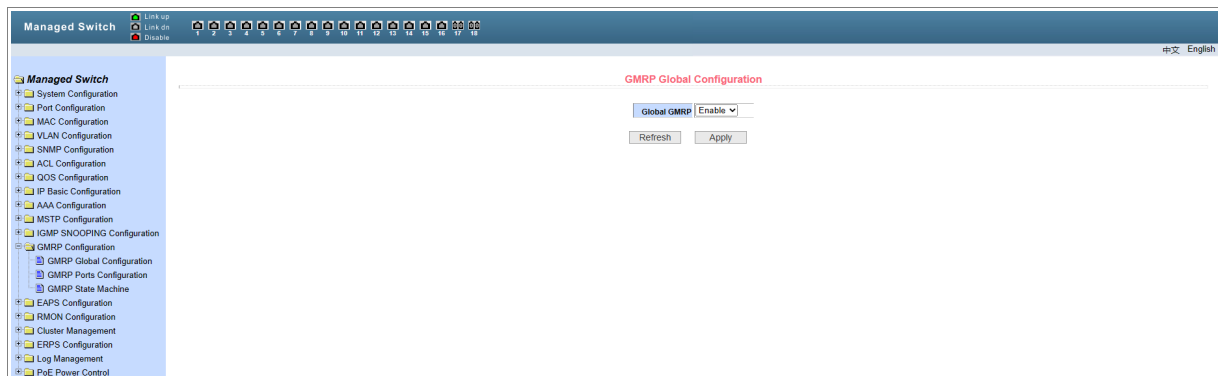 Managed Switch
Link up
Link dn
Disable
1 2 3 4 5 6 7 8 9 10 11 12 13 14 15 16 17 18
中文 English
Managed Switch
System Configuration
Port Configuration
MAC Configuration
VLAN Configuration
SNMP Configuration
ACL Configuration
QOS Configuration
IP Basic Configuration
AAA Configuration
MSTP Configuration
IGMP SNOOPING Configuration
GMRP Configuration
GMRP Global Configuration
GMRP Ports Configuration
GMRP State Machine
EAPS Configuration
RMON Configuration
Cluster Management
ERPS Configuration
Log Management
PoE Power Control
GMRP Global Configuration
Global GMRP Enable
Refresh Apply